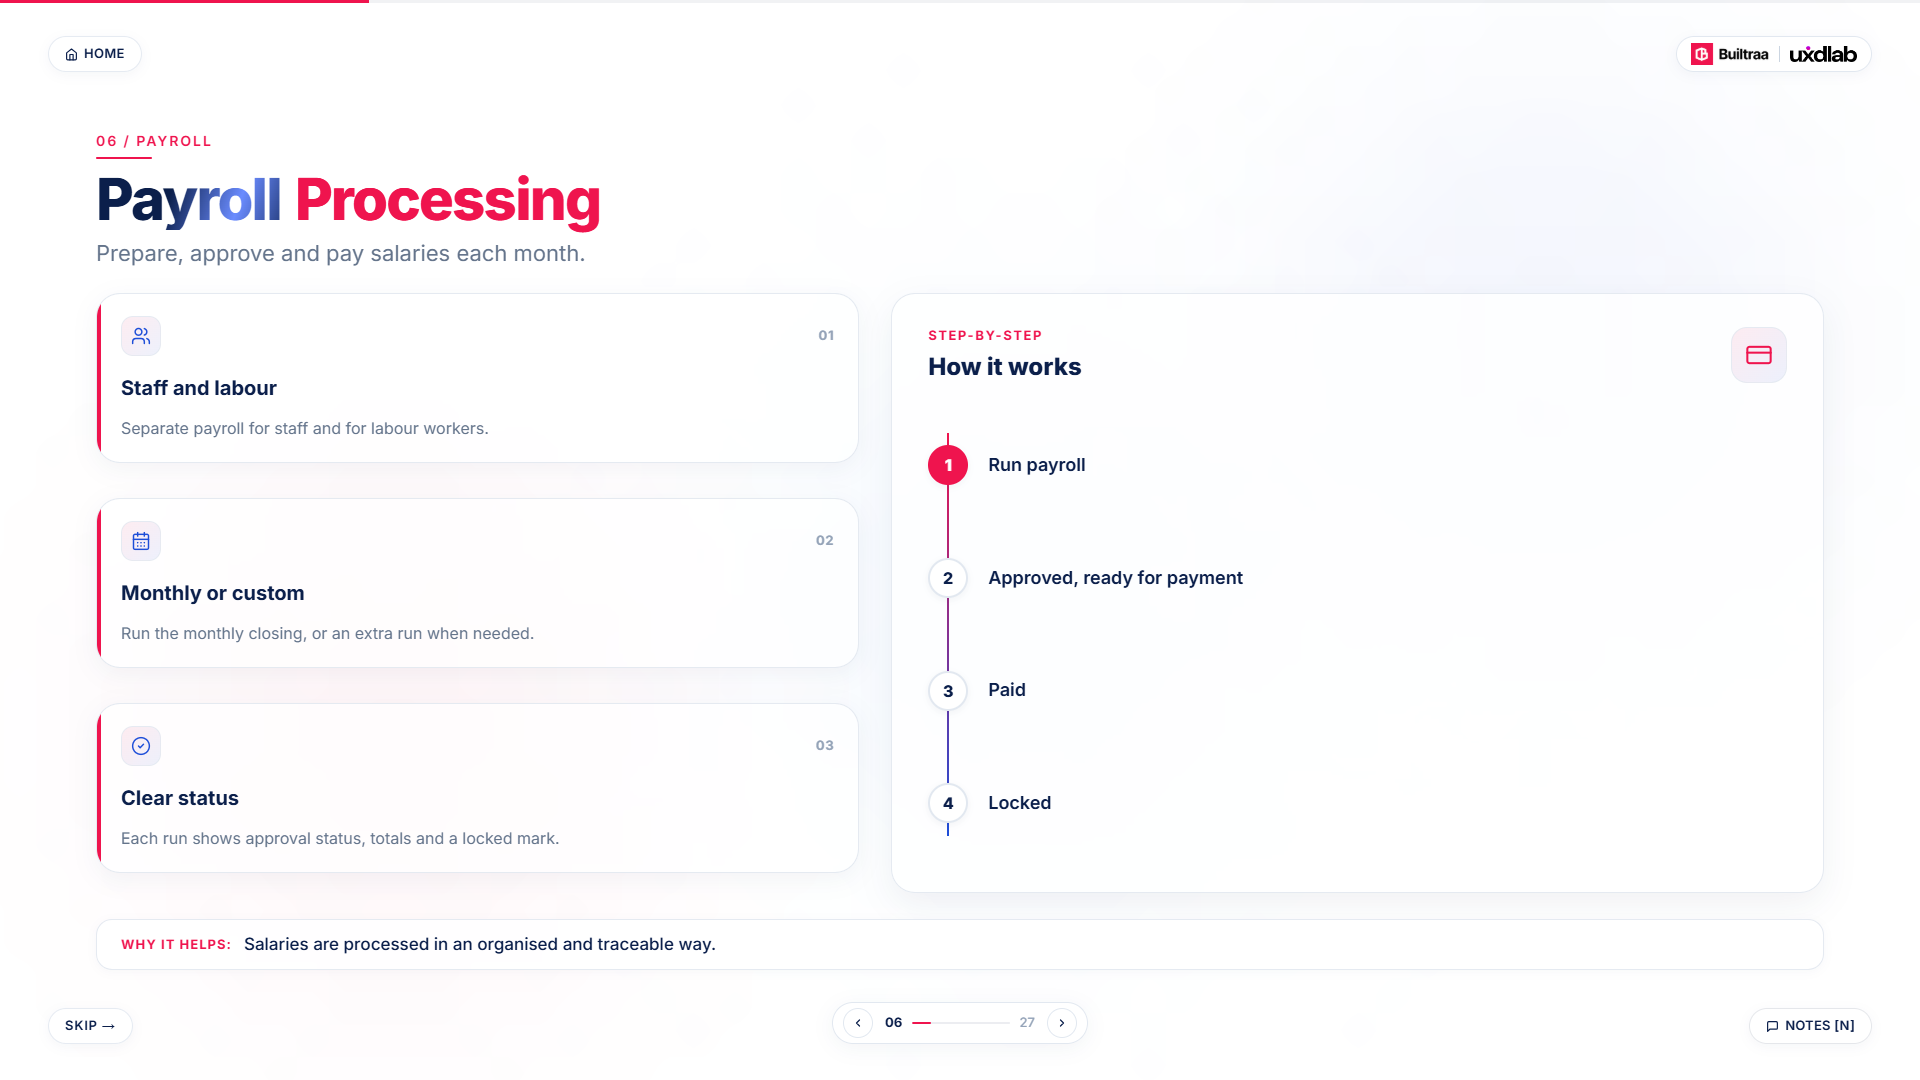 HOME
Builtraa
uxdlab
06 / PAYROLL
Payroll Processing
Prepare, approve and pay salaries each month.
01
Staff and labour
Separate payroll for staff and for labour workers.
02
Monthly or custom
Run the monthly closing, or an extra run when needed.
03
Clear status
Each run shows approval status, totals and a locked mark.
STEP-BY-STEP
How it works
1 Run payroll
2 Approved, ready for payment
3 Paid
4 Locked
WHY IT HELPS: Salaries are processed in an organised and traceable way.
SKIP →
06 27
NOTES [N]